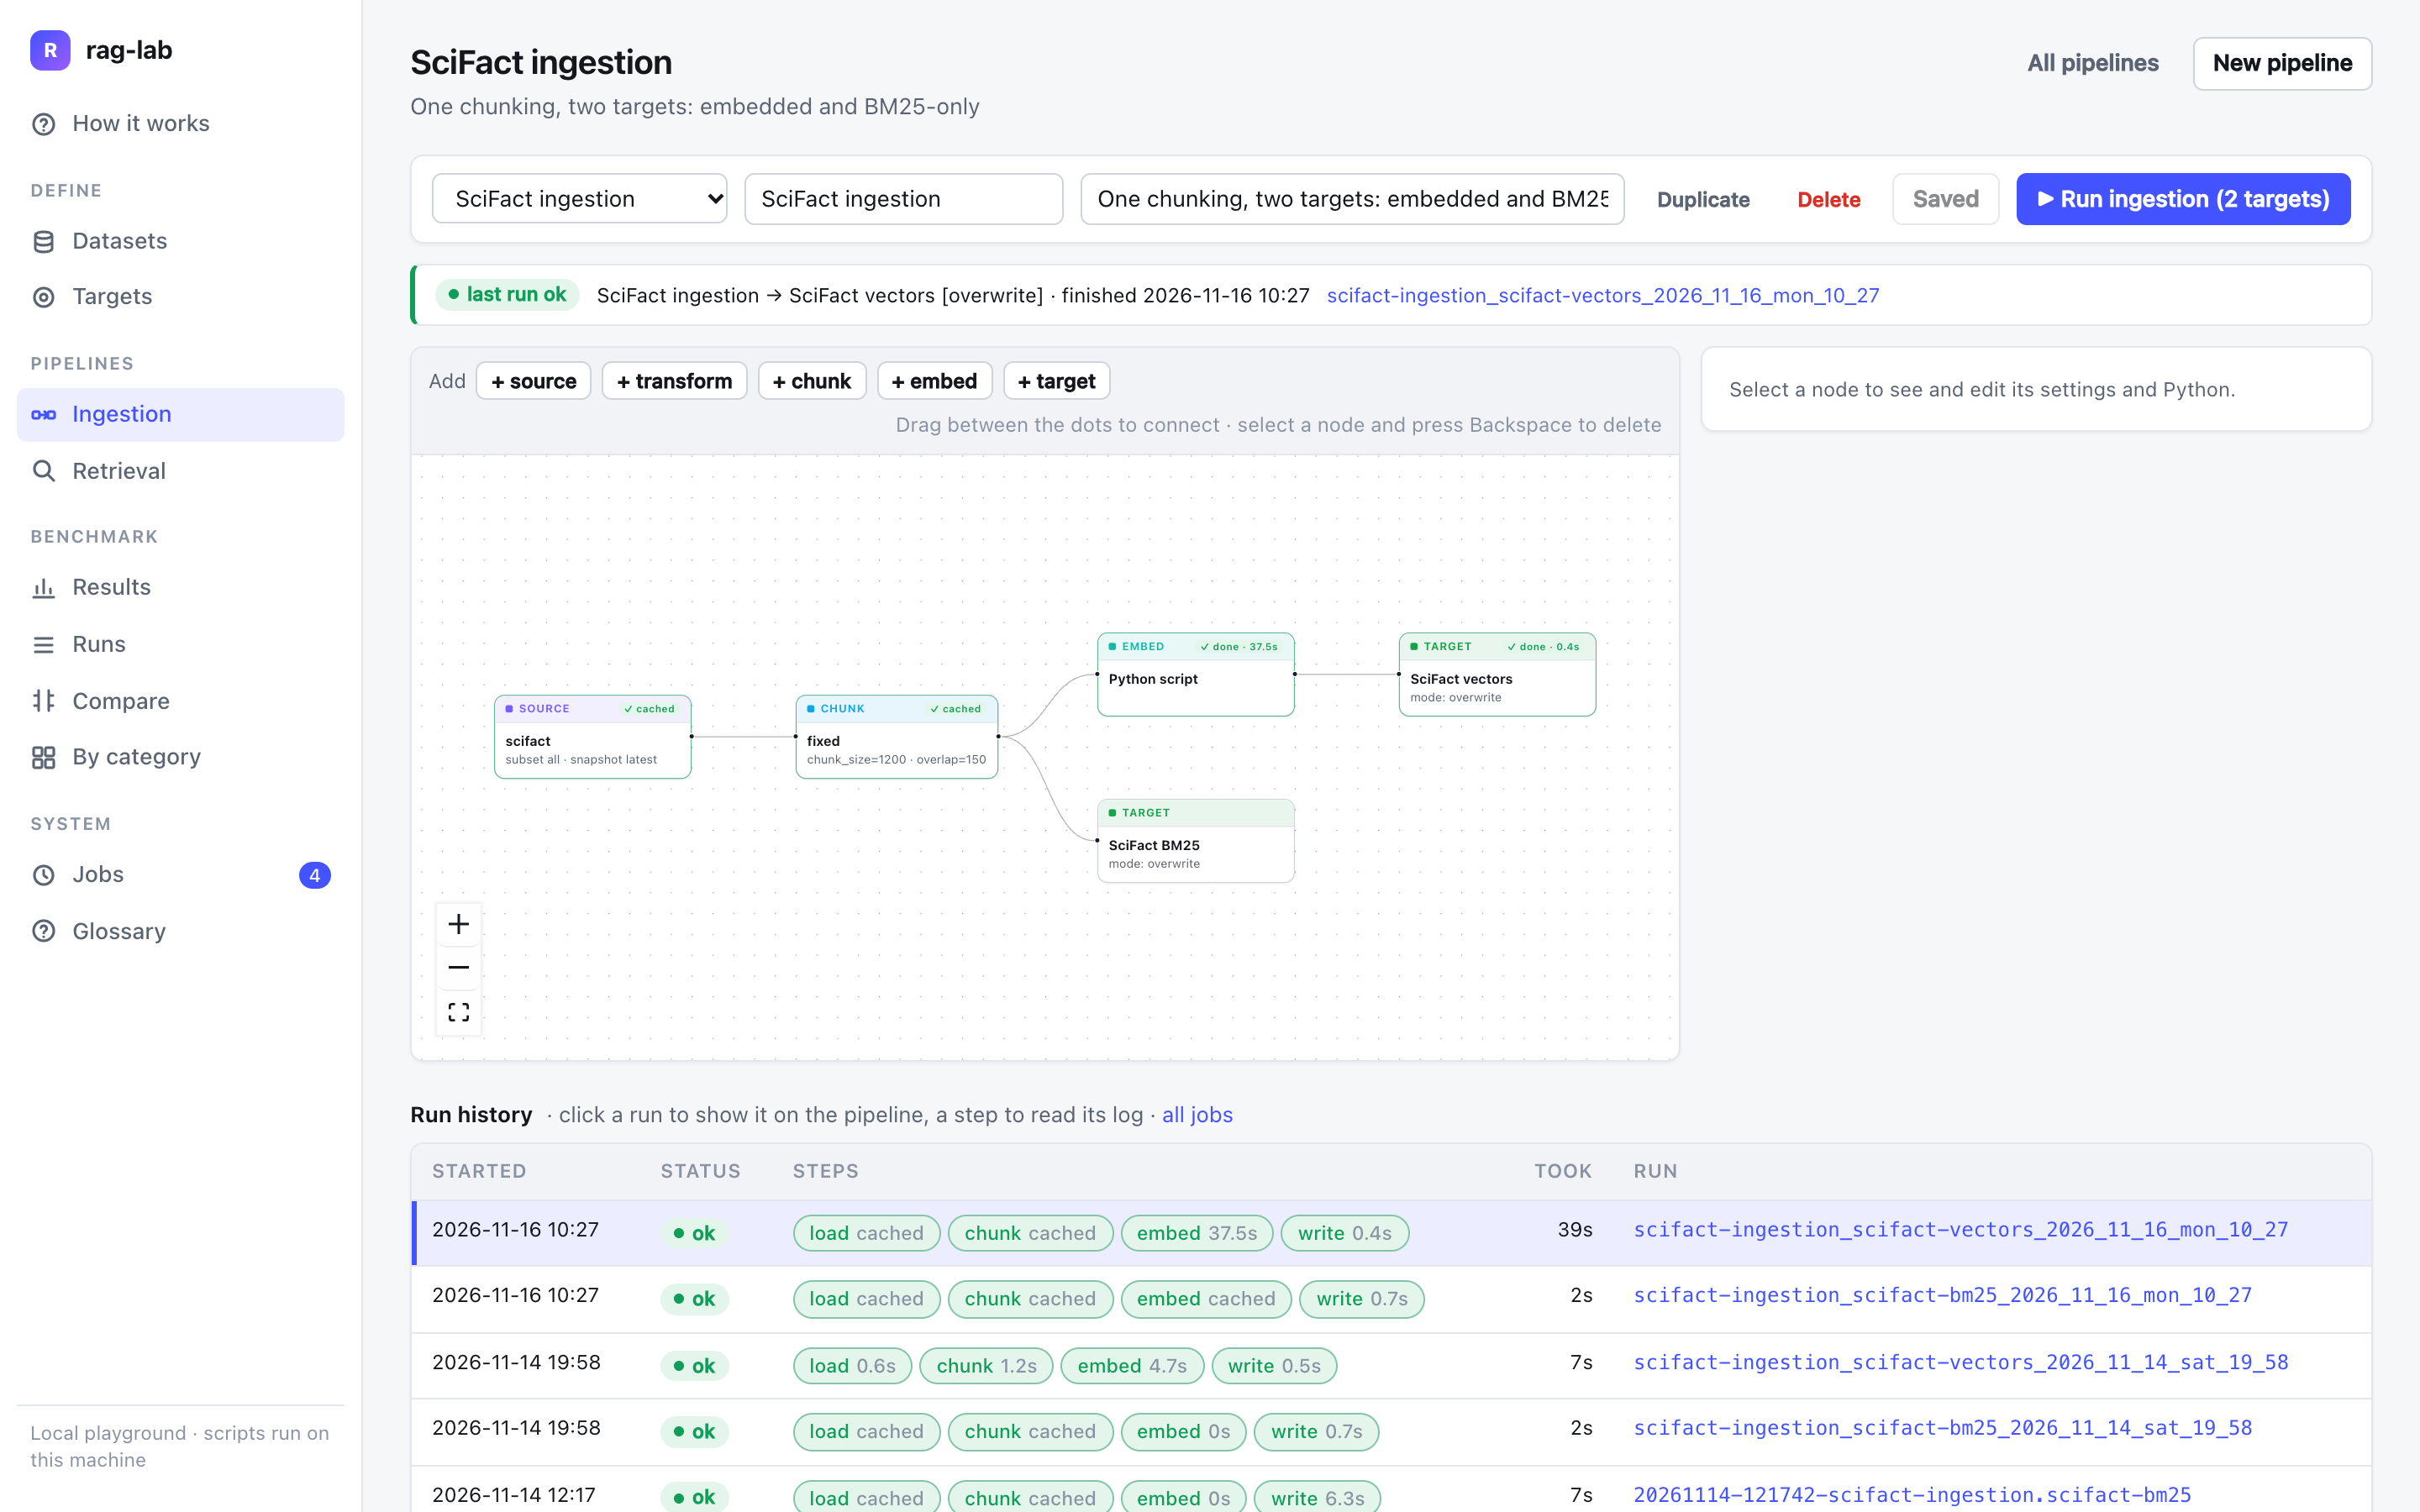 R rag-lab
How it works
DEFINE
Datasets
Targets
PIPELINES
Ingestion
Retrieval
BENCHMARK
Results
Runs
Compare
By category
SYSTEM
Jobs 4
Glossary
Local playground · scripts run on
this machine
SciFact ingestion
One chunking, two targets: embedded and BM25-only
All pipelines New pipeline
SciFact ingestion SciFact ingestion One chunking, two targets: embedded and BM25 Duplicate Delete Saved Run ingestion (2 targets)
last run ok SciFact ingestion → SciFact vectors [overwrite] · finished 2026-11-16 10:27 scifact-ingestion_scifact-vectors_2026_11_16_mon_10_27
Add + source + transform + chunk + embed + target
Drag between the dots to connect · select a node and press Backspace to delete
Select a node to see and edit its settings and Python.
SOURCE ✓ cached
scifact
subset all · snapshot latest
CHUNK ✓ cached
fixed
chunk_size=1200 · overlap=150
EMBED ✓ done · 37.5s
Python script
TARGET ✓ done · 0.4s
SciFact vectors
mode: overwrite
TARGET
SciFact BM25
mode: overwrite
Run history · click a run to show it on the pipeline, a step to read its log · all jobs
STARTED STATUS STEPS TOOK RUN
2026-11-16 10:27 ok load cached chunk cached embed 37.5s write 0.4s 39s scifact-ingestion_scifact-vectors_2026_11_16_mon_10_27
2026-11-16 10:27 ok load cached chunk cached embed cached write 0.7s 2s scifact-ingestion_scifact-bm25_2026_11_16_mon_10_27
2026-11-14 19:58 ok load 0.6s chunk 1.2s embed 4.7s write 0.5s 7s scifact-ingestion_scifact-vectors_2026_11_14_sat_19_58
2026-11-14 19:58 ok load cached chunk cached embed 0s write 0.7s 2s scifact-ingestion_scifact-bm25_2026_11_14_sat_19_58
2026-11-14 12:17 ok load cached chunk cached embed 0s write 6.3s 7s 20261114-121742-scifact-ingestion.scifact-bm25